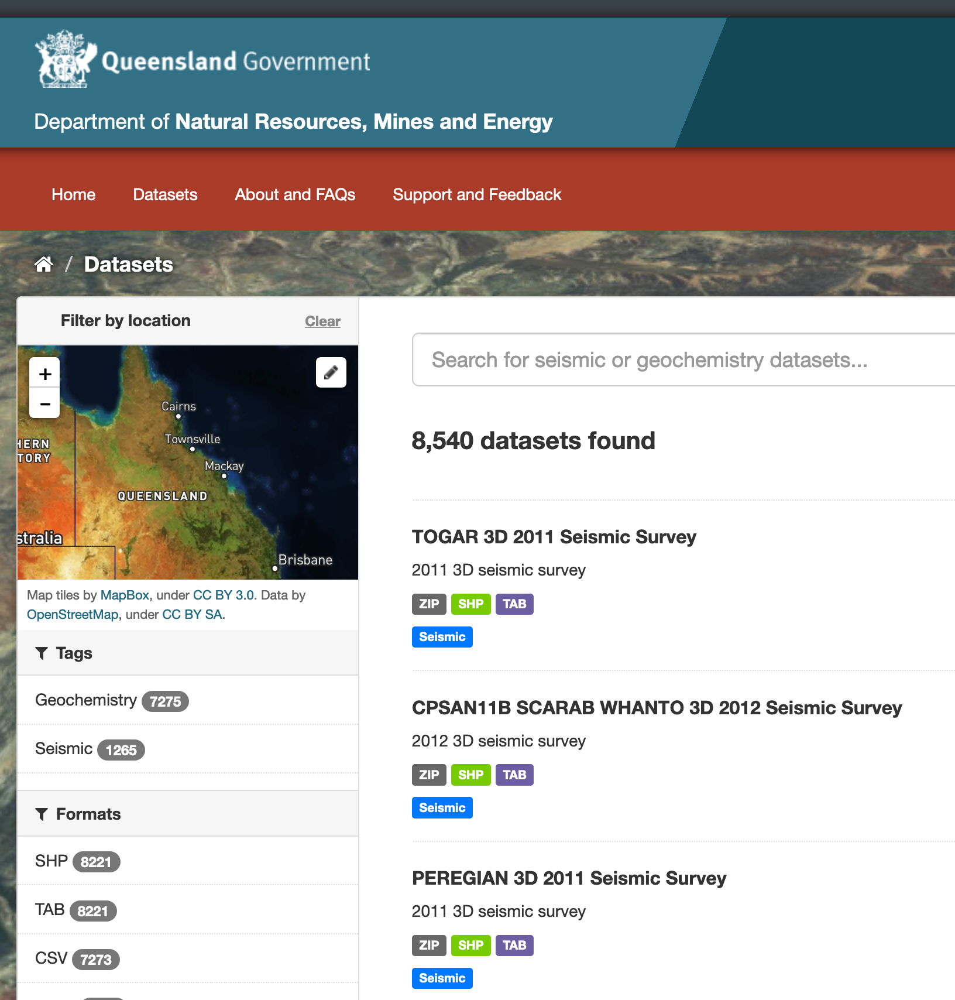 Queensland Government
Department of Natural Resources, Mines and Energy
Home Datasets About and FAQs Support and Feedback
/ Datasets
Filter by location Clear
+
−
Cairns
Townsville
HERN
TORY
Mackay
QUEENSLAND
stralia
Brisbane
Map tiles by MapBox, under CC BY 3.0. Data by
OpenStreetMap, under CC BY SA.
Tags
Geochemistry 7275
Seismic 1265
Formats
SHP 8221
TAB 8221
CSV 7273
Search for seismic or geochemistry datasets...
8,540 datasets found
TOGAR 3D 2011 Seismic Survey
2011 3D seismic survey
ZIP SHP TAB
Seismic
CPSAN11B SCARAB WHANTO 3D 2012 Seismic Survey
2012 3D seismic survey
ZIP SHP TAB
Seismic
PEREGIAN 3D 2011 Seismic Survey
2011 3D seismic survey
ZIP SHP TAB
Seismic